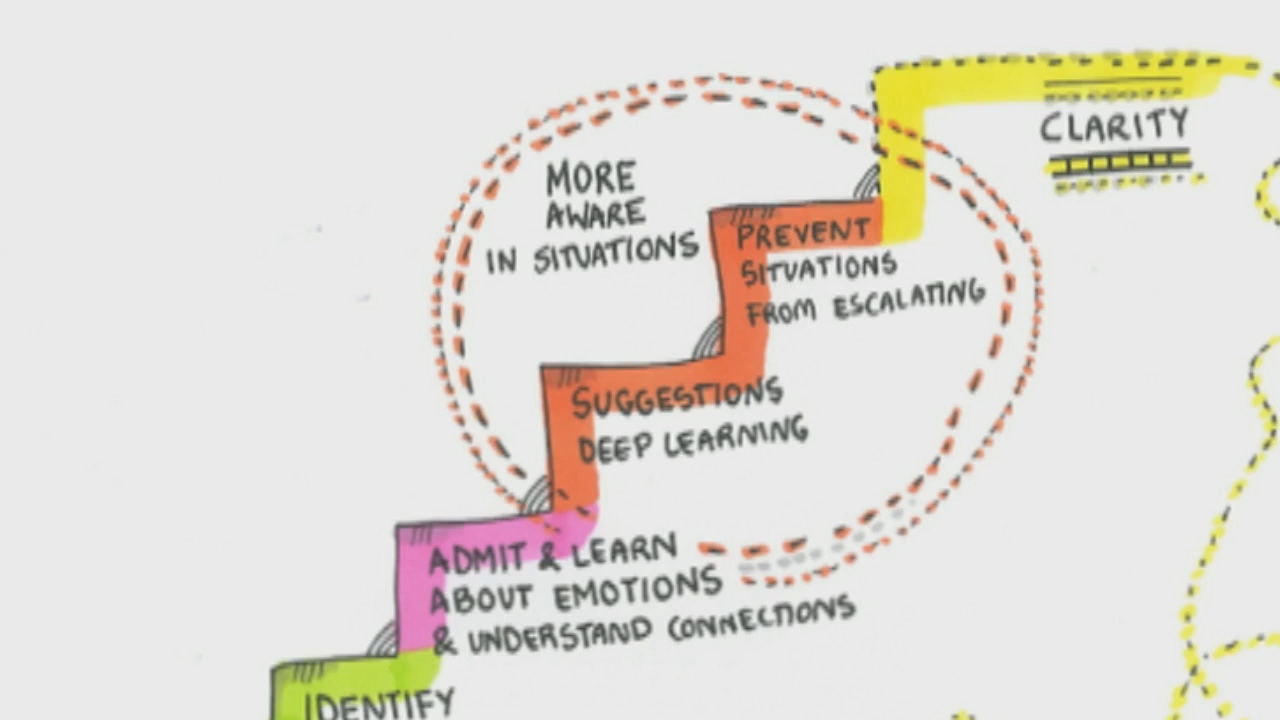 CLARITY
MORE
AWARE
IN SITUATIONS
PREVENT
SITUATIONS
FROM ESCALATING
SUGGESTIONS
DEEP LEARNING
ADMIT & LEARN
ABOUT EMOTIONS
& UNDERSTAND CONNECTIONS
IDENTIFY